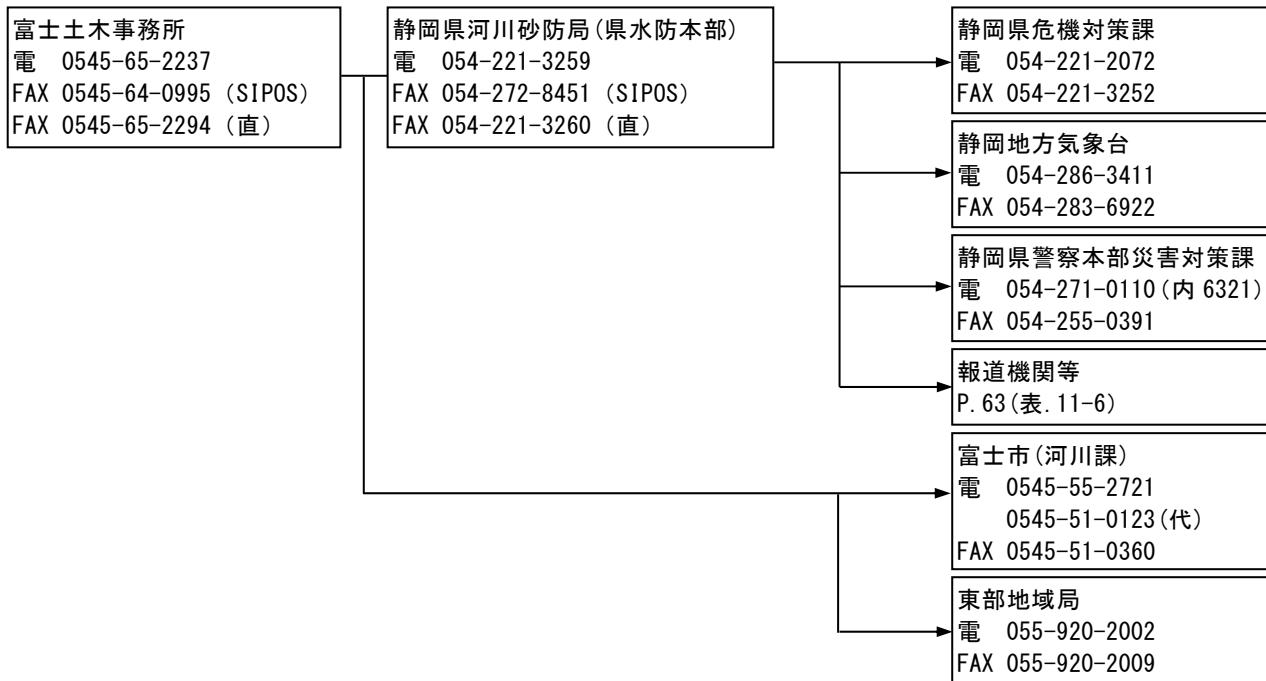 富士土木事務所
電 0545-65-2237
FAX 0545-64-0995 (SIPOS)
FAX 0545-65-2294 (直)
静岡県河川砂防局(県水防本部)
電 054-221-3259
FAX 054-272-8451 (SIPOS)
FAX 054-221-3260 (直)
静岡県危機対策課
電 054-221-2072
FAX 054-221-3252
静岡地方気象台
電 054-286-3411
FAX 054-283-6922
静岡県警察本部災害対策課
電 054-271-0110(内 6321)
FAX 054-255-0391
報道機関等
P.63(表.11-6)
富士市(河川課)
電 0545-55-2721
0545-51-0123(代)
FAX 0545-51-0360
東部地域局
電 055-920-2002
FAX 055-920-2009